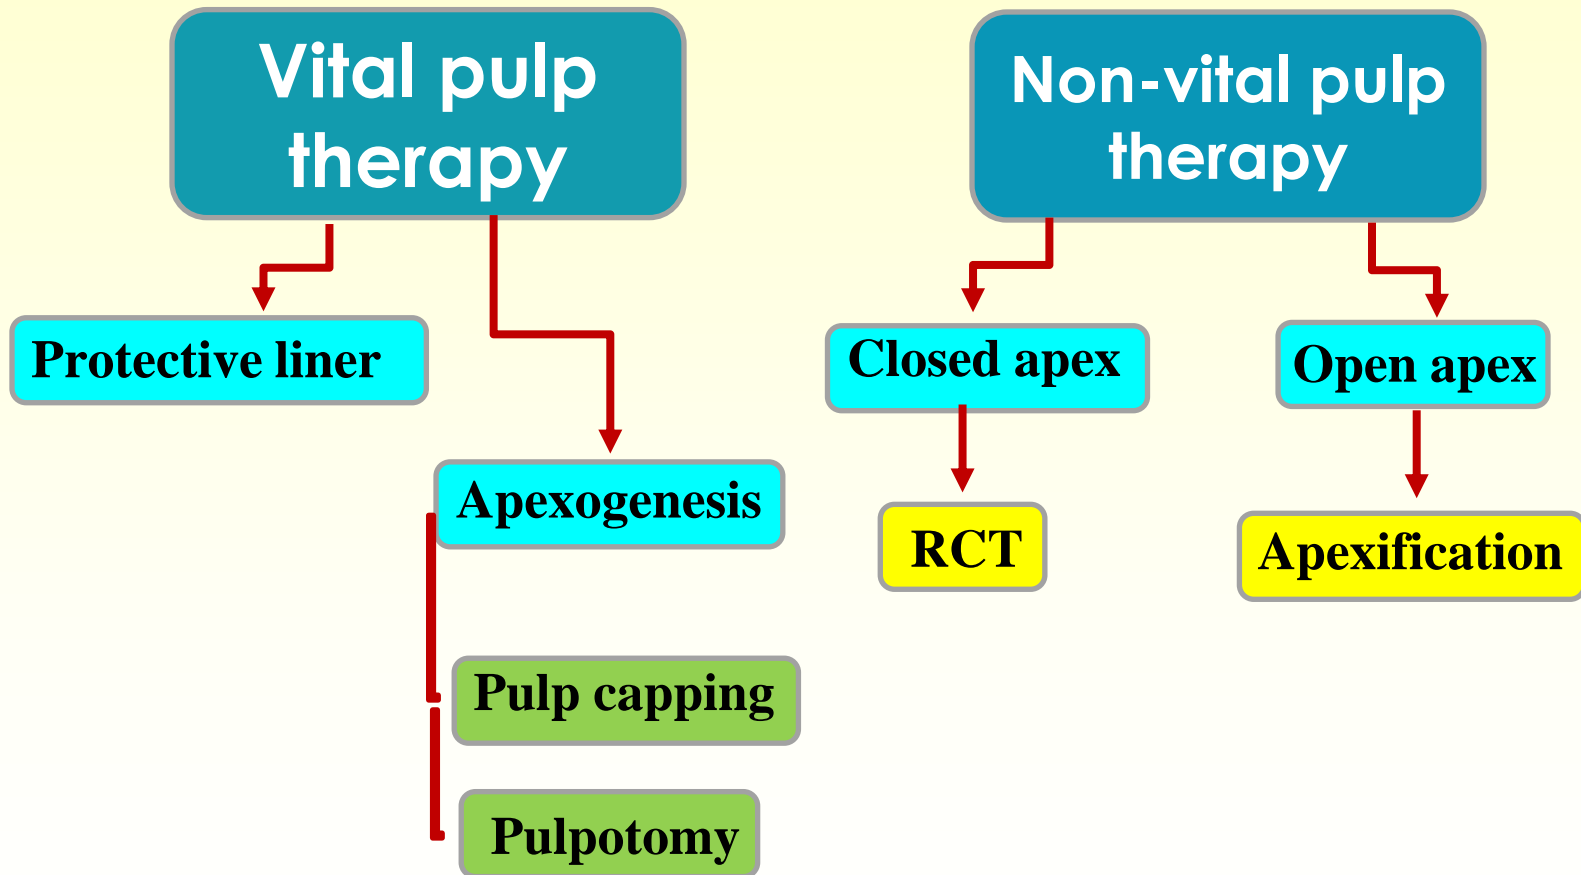 Vital pulp
therapy
Non-vital pulp
therapy
Protective liner
Closed apex
Open apex
Apexogenesis
RCT
Apexification
Pulp capping
Pulpotomy